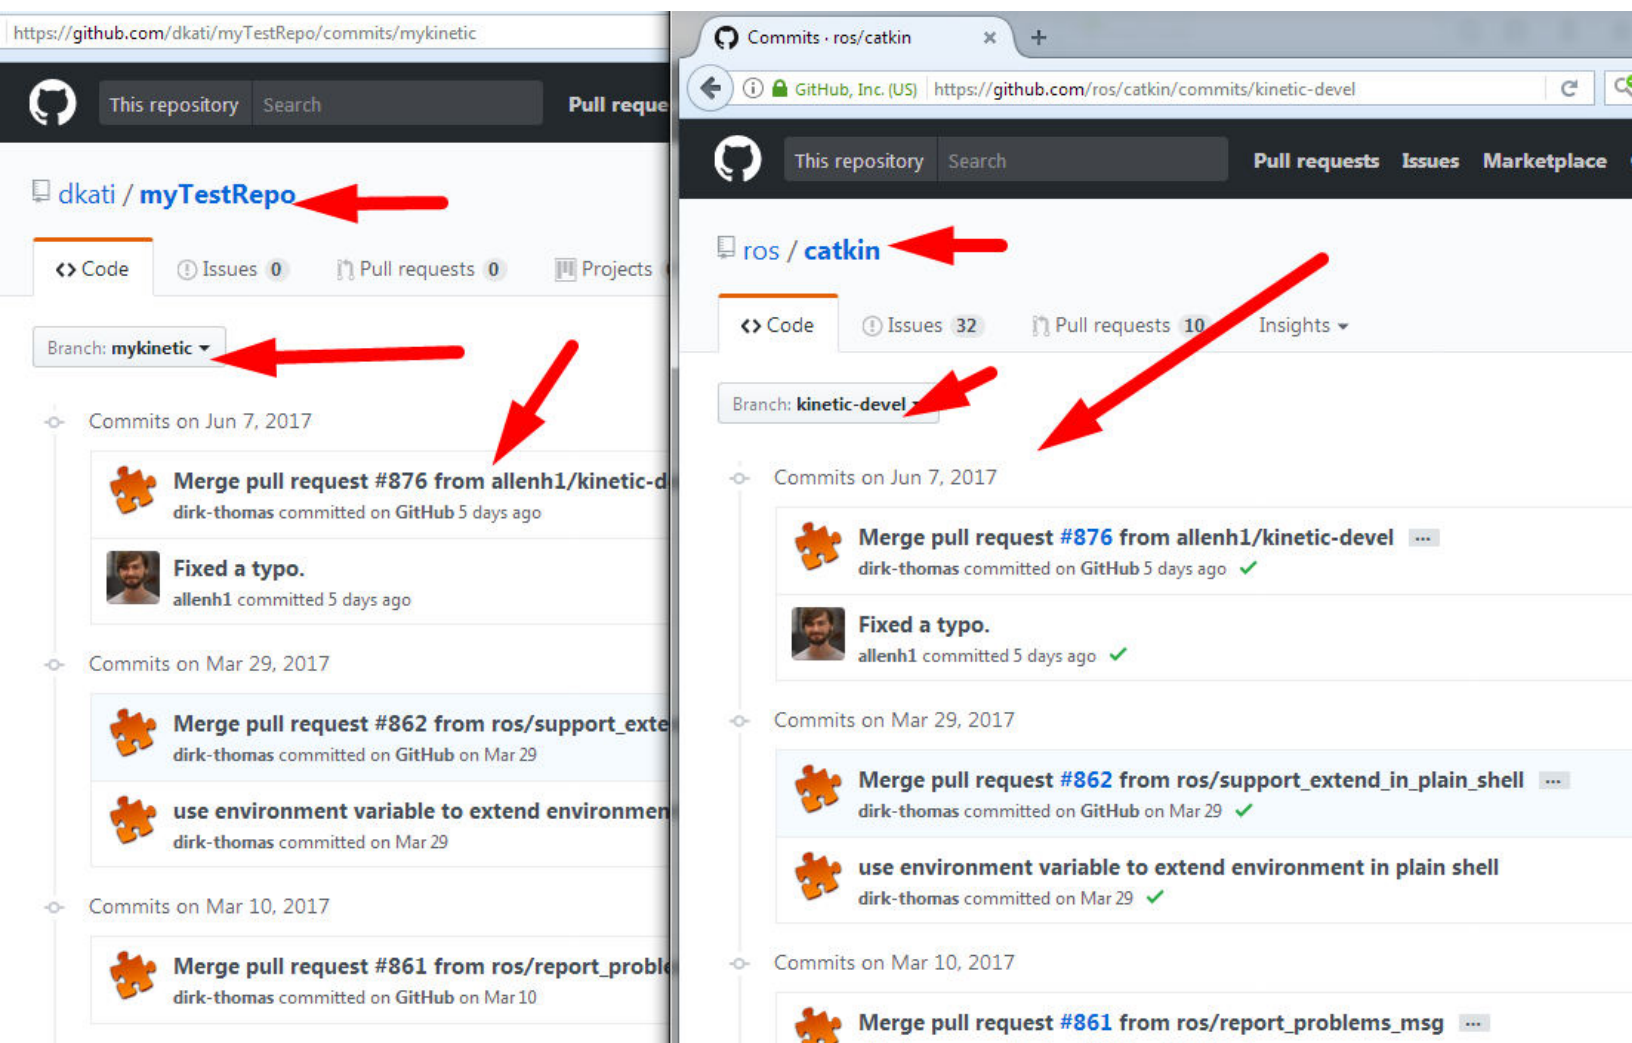 https://github.com/dkati/myTestRepo/commits/mykinetic
This repository Search
dkati / myTestRepo
Code Issues 0 Pull requests 0 Projects
Branch: mykinetic
Commits on Jun 7, 2017
Merge pull request #876 from allenh1/kinetic-d
dirk-thomas committed on GitHub 5 days ago
Fixed a typo.
allenh1 committed 5 days ago
Commits on Mar 29, 2017
Merge pull request #862 from ros/support_exte
dirk-thomas committed on GitHub on Mar 29
use environment variable to extend environmen
dirk-thomas committed on Mar 29
Commits on Mar 10, 2017
Merge pull request #861 from ros/report_proble
dirk-thomas committed on GitHub on Mar 10
Commits · ros/catkin
GitHub, Inc. (US) https://github.com/ros/catkin/commits/kinetic-devel
This repository Search Pull requests Issues Marketplace
ros / catkin
Code Issues 32 Pull requests 10 Insights
Branch: kinetic-devel
Commits on Jun 7, 2017
Merge pull request #876 from allenh1/kinetic-devel ...
dirk-thomas committed on GitHub 5 days ago
Fixed a typo.
allenh1 committed 5 days ago
Commits on Mar 29, 2017
Merge pull request #862 from ros/support_extend_in_plain_shell ...
dirk-thomas committed on GitHub on Mar 29
use environment variable to extend environment in plain shell
dirk-thomas committed on Mar 29
Commits on Mar 10, 2017
Merge pull request #861 from ros/report_problems_msg ...